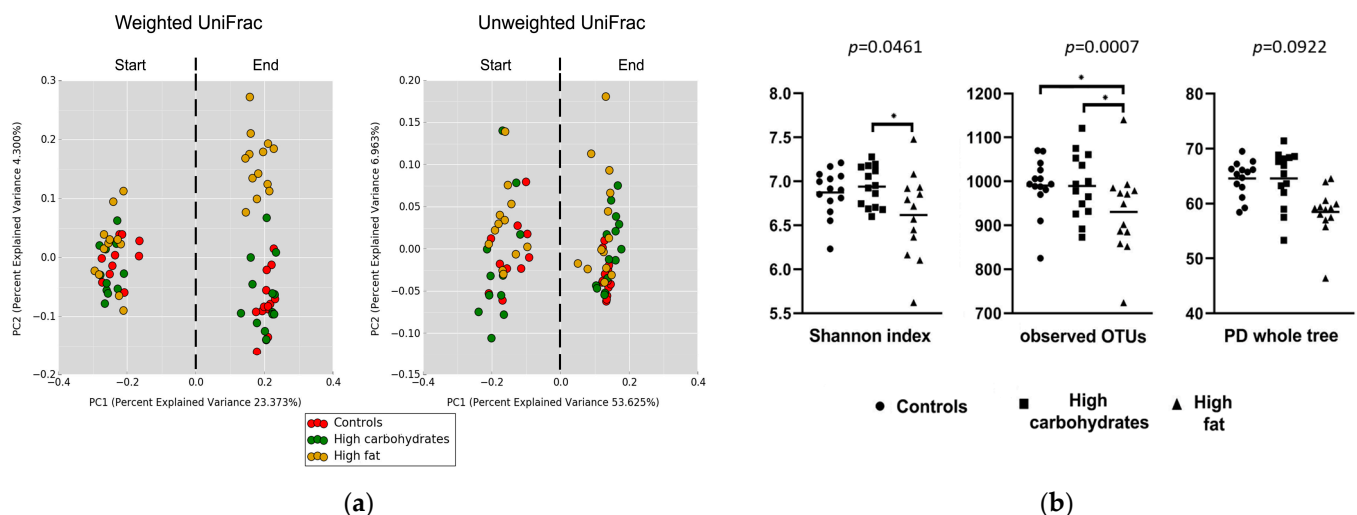 Weighted UniFrac
Start End
0.3
0.2
0.1
0.0
−0.1
−0.2
PC2 (Percent Explained Variance 4.300%)
−0.4 −0.2 0.0 0.2 0.4
PC1 (Percent Explained Variance 23.373%)
Unweighted UniFrac
Start End
0.20
0.15
0.10
0.05
0.00
−0.05
−0.10
−0.15
PC2 (Percent Explained Variance 6.963%)
−0.4 −0.2 0.0 0.2 0.4
PC1 (Percent Explained Variance 53.625%)
Controls
High carbohydrates
High fat
(a)
p=0.0461
*
8.0
7.5
7.0
6.5
6.0
5.5
Shannon index
p=0.0007
*
*
1200
1100
1000
900
800
700
observed OTUs
p=0.0922
80
70
60
50
40
PD whole tree
Controls
High
carbohydrates
High
fat
(b)